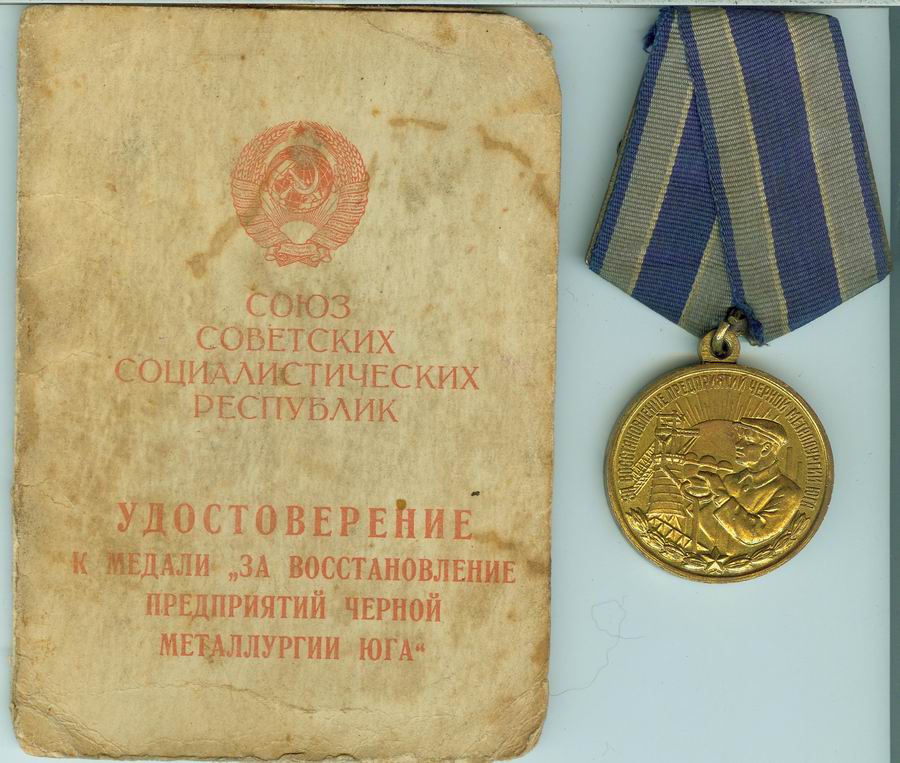 СОЮЗ
СОВЕТСКИХ
СОЦИАЛИСТИЧЕСКИХ
РЕСПУБЛИК
УДОСТОВЕРЕНИЕ
К МЕДАЛИ „ЗА ВОССТАНОВЛЕНИЕ
ПРЕДПРИЯТИЙ ЧЕРНОЙ
МЕТАЛЛУРГИИ ЮГА“
ЗА ВОССТАНОВЛЕНИЕ ПРЕДПРИЯТИЙ ЧЕРНОЙ МЕТАЛЛУРГИИ ЮГА